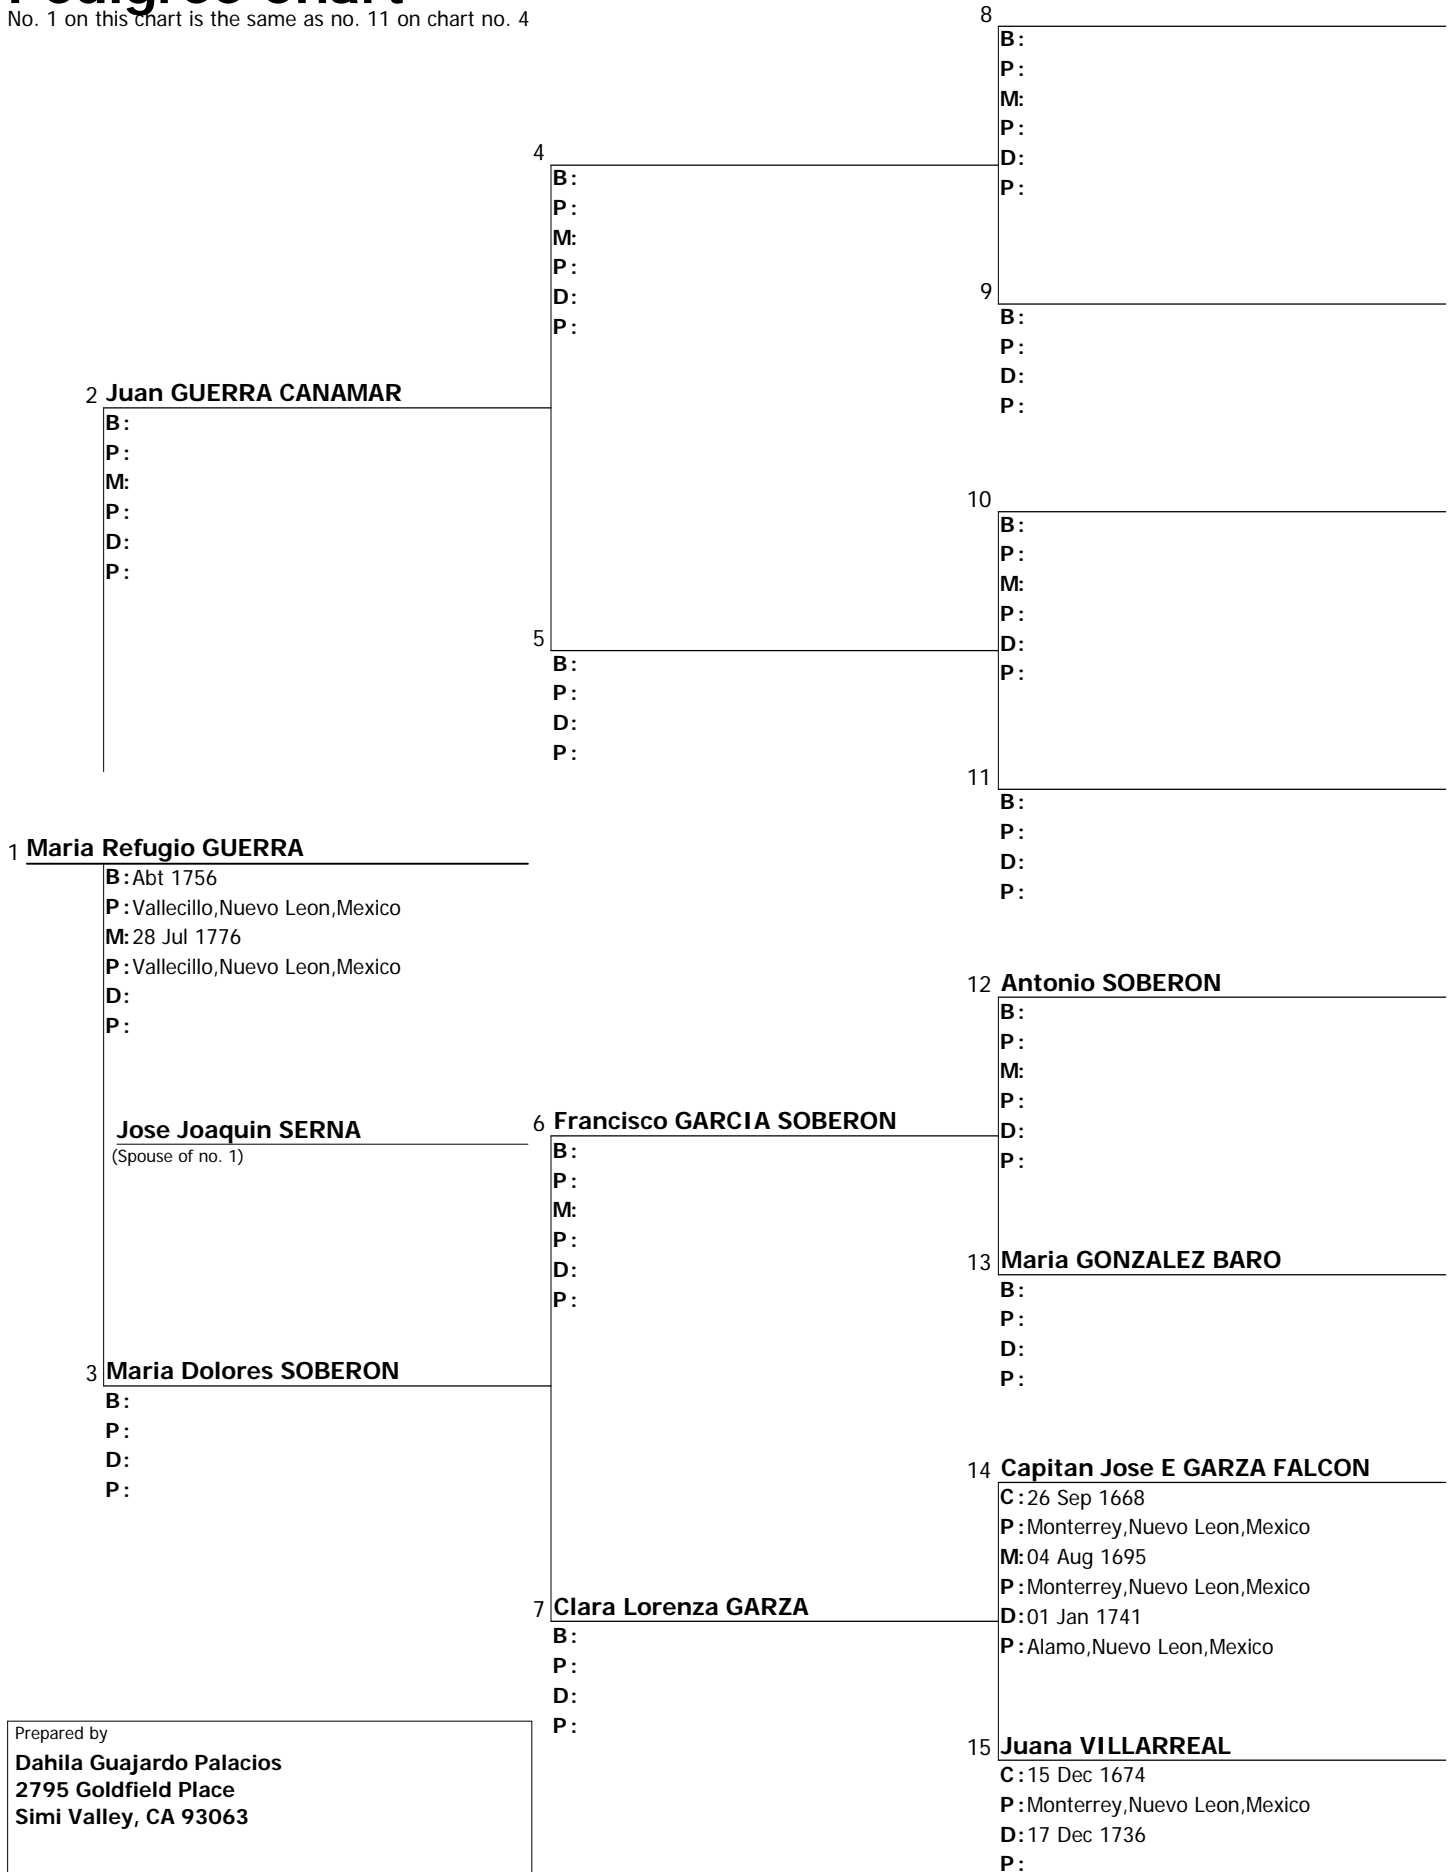 Pedigree Chart
No. 1 on this chart is the same as no. 11 on chart no. 4
8
B:
P:
M:
P:
D:
P:
4
B:
P:
M:
P:
D:
P:
9
B:
P:
D:
P:
2 Juan GUERRA CANAMAR
B:
P:
M:
P:
D:
P:
10
B:
P:
M:
P:
D:
P:
5
B:
P:
D:
P:
11
B:
P:
D:
P:
1 Maria Refugio GUERRA
B: Abt 1756
P: Vallecillo,Nuevo Leon,Mexico
M: 28 Jul 1776
P: Vallecillo,Nuevo Leon,Mexico
D:
P:
Jose Joaquin SERNA
(Spouse of no. 1)
12 Antonio SOBERON
B:
P:
M:
P:
D:
P:
6 Francisco GARCIA SOBERON
B:
P:
M:
P:
D:
P:
13 Maria GONZALEZ BARO
B:
P:
D:
P:
3 Maria Dolores SOBERON
B:
P:
D:
P:
14 Capitan Jose E GARZA FALCON
C: 26 Sep 1668
P: Monterrey,Nuevo Leon,Mexico
M: 04 Aug 1695
P: Monterrey,Nuevo Leon,Mexico
D: 01 Jan 1741
P: Alamo,Nuevo Leon,Mexico
7 Clara Lorenza GARZA
B:
P:
D:
P:
15 Juana VILLARREAL
C: 15 Dec 1674
P: Monterrey,Nuevo Leon,Mexico
D: 17 Dec 1736
P:
Prepared by
Dahila Guajardo Palacios
2795 Goldfield Place
Simi Valley, CA 93063